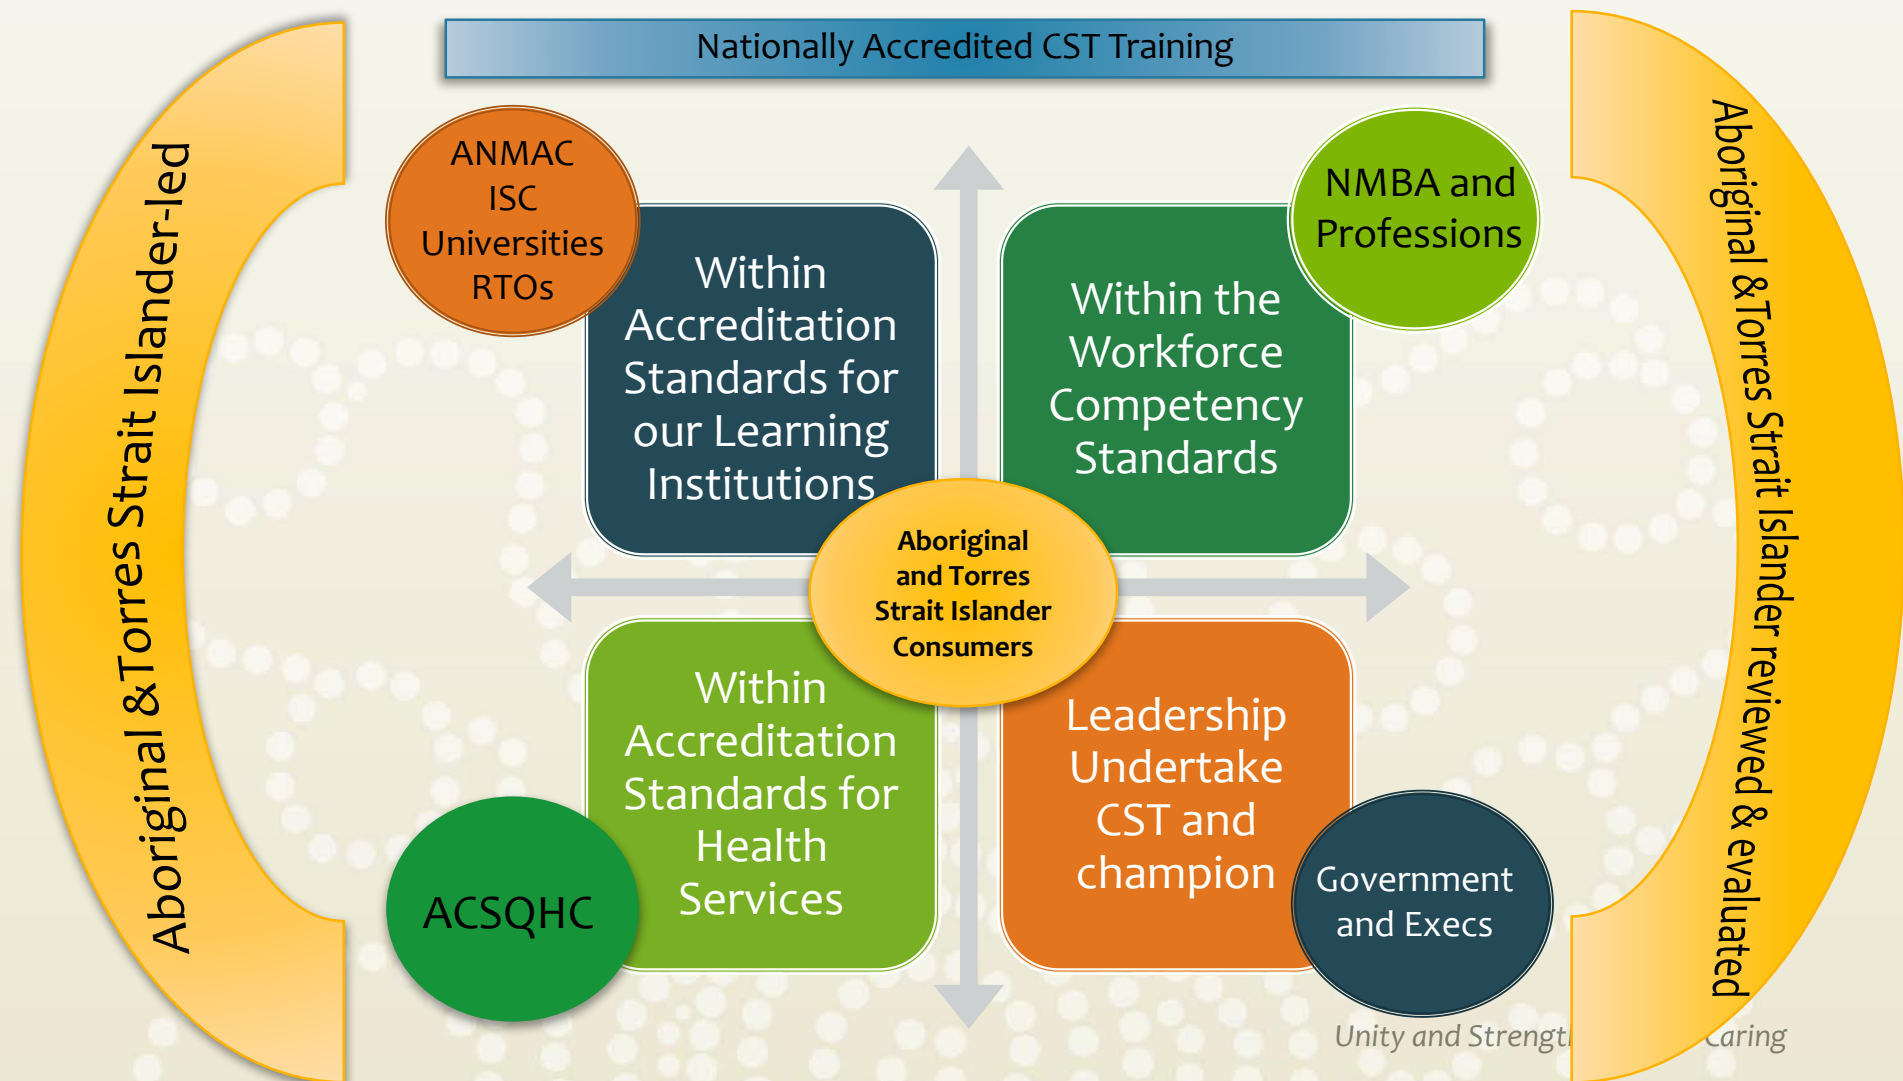 Nationally Accredited CST Training
Aboriginal &Torres Strait Islander-led
ANMAC
ISC
Universities
RTOs
Within
Accreditation
Standards for
our Learning
Institutions
NMBA and
Professions
Within the
Workforce
Competency
Standards
Aboriginal
and Torres
Strait Islander
Consumers
Within
Accreditation
Standards for
Health
Services
ACSQHC
Leadership
Undertake
CST and
champion
Government
and Execs
Aboriginal &Torres Strait Islander reviewed & evaluated
Unity and